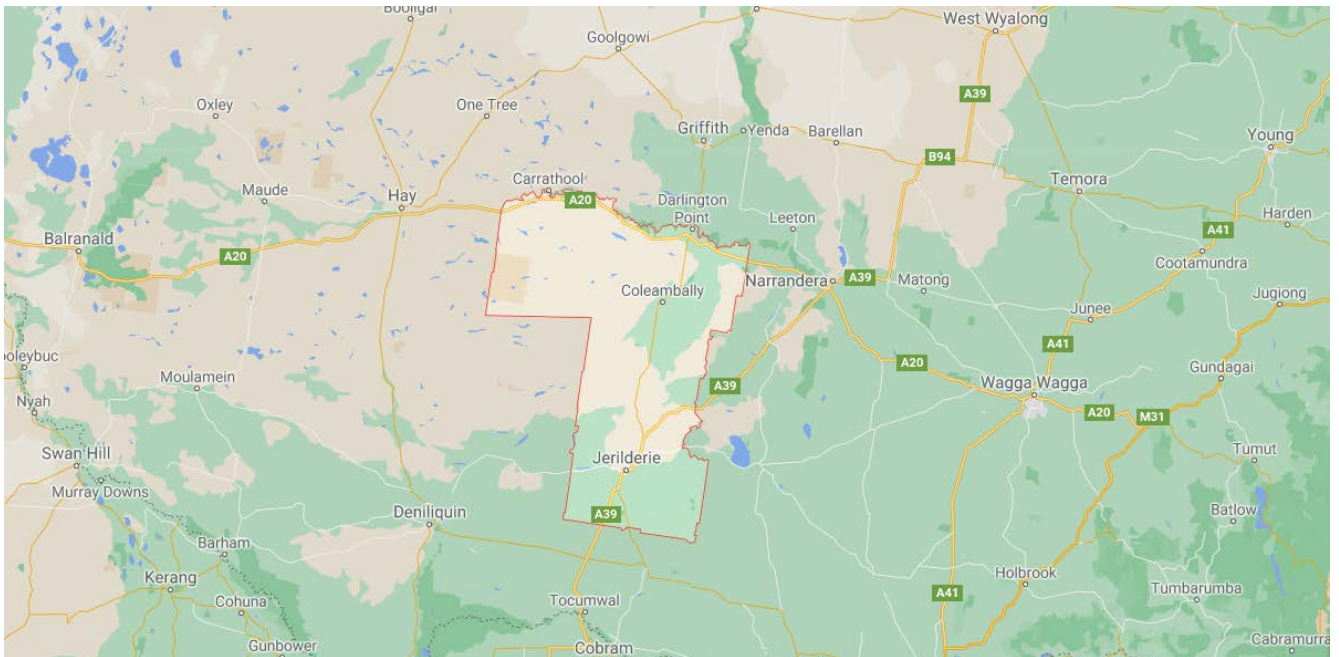 Booligal
West Wyalong
Goolgowi
A39
Oxley
One Tree
Griffith
Yenda
Barellan
Young
B94
Carrathool
Temora
Maude
Hay
A20
Darlington
Point
Leeton
Harden
A41
Balranald
A20
Cootamundra
Narrandera
A39
Matong
Coleambally
Jugiong
Junee
A41
ooleybuc
A20
Moulamein
A39
Wagga Wagga
Gundagai
Nyah
A20
M31
Swan Hill
Jerilderie
Tumut
Murray Downs
Deniliquin
A39
Batlow
Barham
Kerang
Holbrook
Tumbarumba
Cohuna
Tocumwal
A41
Gunbower
Cobram
Cabramurra